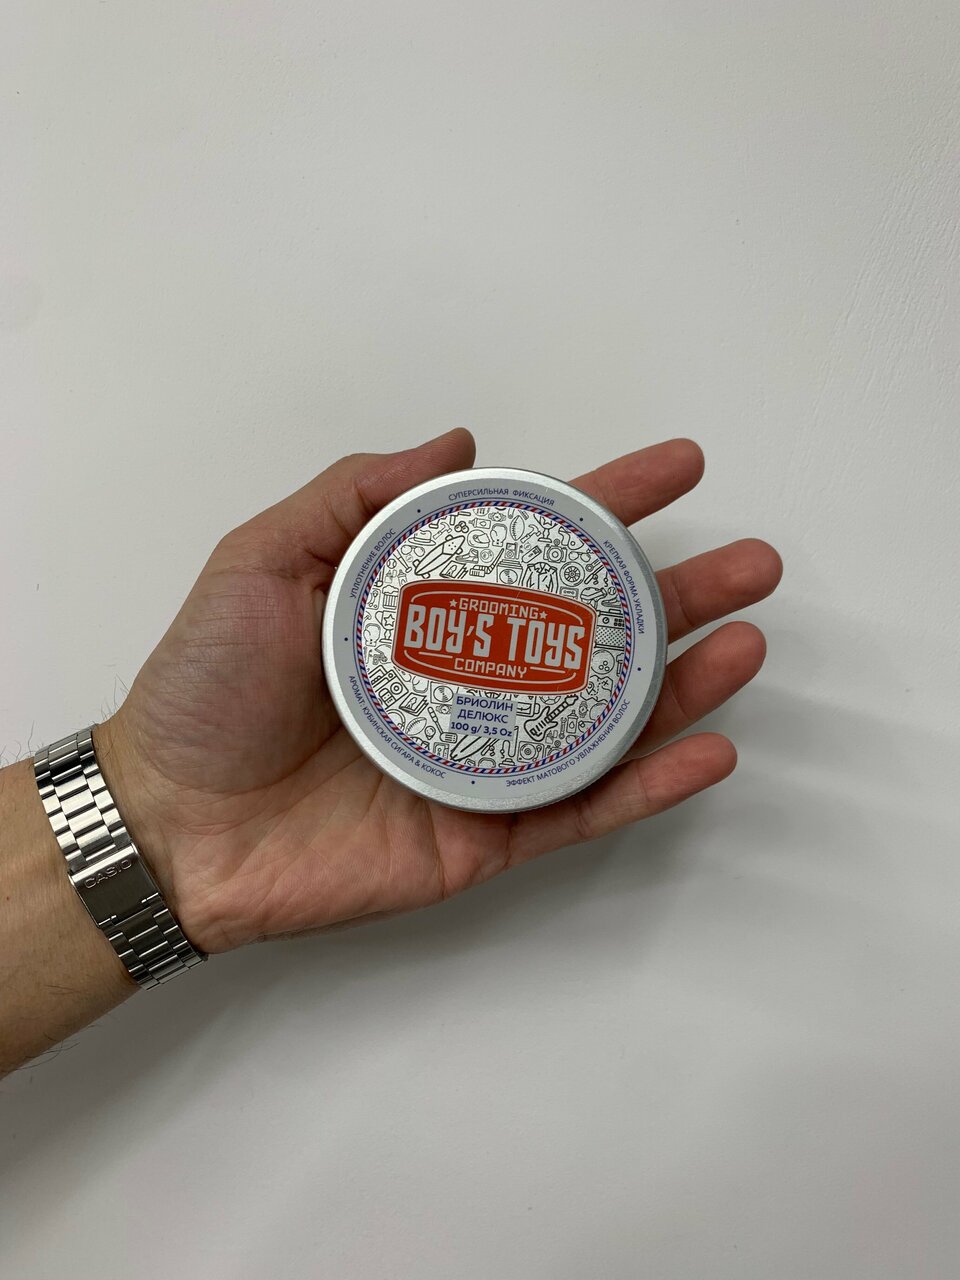 СУПЕРСИЛЬНАЯ ФИКСАЦИЯ
КРЕПКАЯ ФОРМА УКЛАДКИ
ЭФФЕКТ МАТОВОГО УВЛАЖНЕНИЯ ВОЛОС
АРОМАТ: КУБИНСКАЯ СИГАРА & КОКОС
УПЛОТНЕНИЕ ВОЛОС
GROOMING
BOY'S TOYS
COMPANY
БРИОЛИН
ДЕЛЮКС
100 g/ 3,5 Oz
CASIO